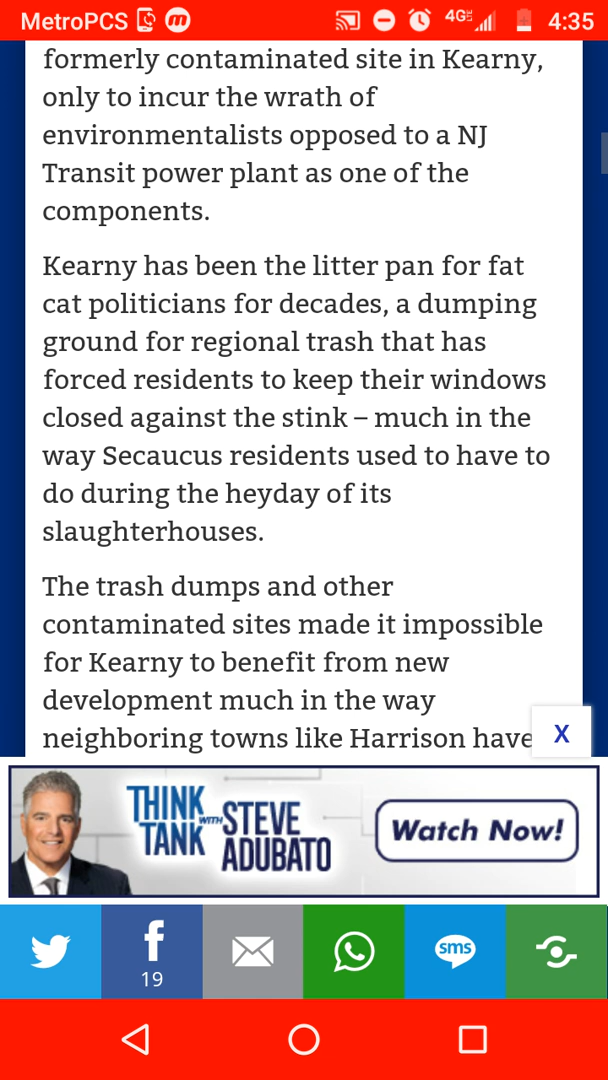 MetroPCS
4G LTE
4:35
formerly contaminated site in Kearny,
only to incur the wrath of
environmentalists opposed to a NJ
Transit power plant as one of the
components.
Kearny has been the litter pan for fat
cat politicians for decades, a dumping
ground for regional trash that has
forced residents to keep their windows
closed against the stink – much in the
way Secaucus residents used to have to
do during the heyday of its
slaughterhouses.
The trash dumps and other
contaminated sites made it impossible
for Kearny to benefit from new
development much in the way
neighboring towns like Harrison have
X
THINK
TANK
WITH
STEVE
ADUBATO
Watch Now!
19
sms